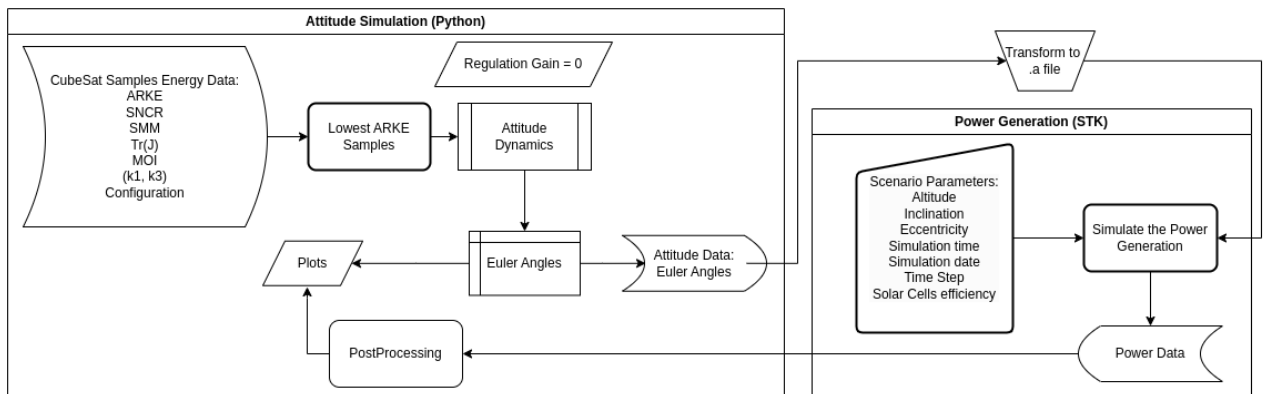 Attitude Simulation (Python)
CubeSat Samples Energy Data:
ARKE
SNCR
SMM
Tr(J)
MOI
(k1, k3)
Configuration
Regulation Gain = 0
Lowest ARKE
Samples
Attitude
Dynamics
Plots
Euler Angles
Attitude Data:
Euler Angles
PostProcessing
Transform to
.a file
Power Generation (STK)
Scenario Parameters:
Altitude
Inclination
Eccentricity
Simulation time
Simulation date
Time Step
Solar Cells efficiency
Simulate the Power
Generation
Power Data